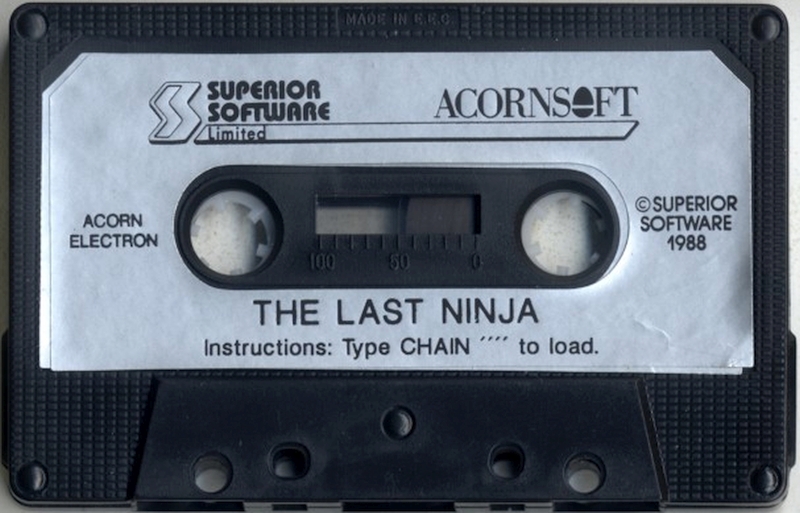 MADE IN E.E.C.
SUPERIOR
SOFTWARE
Limited
ACORNSOFT
ACORN
ELECTRON
100 50 0
© SUPERIOR
SOFTWARE
1988
THE LAST NINJA
Instructions: Type CHAIN ″″ to load.